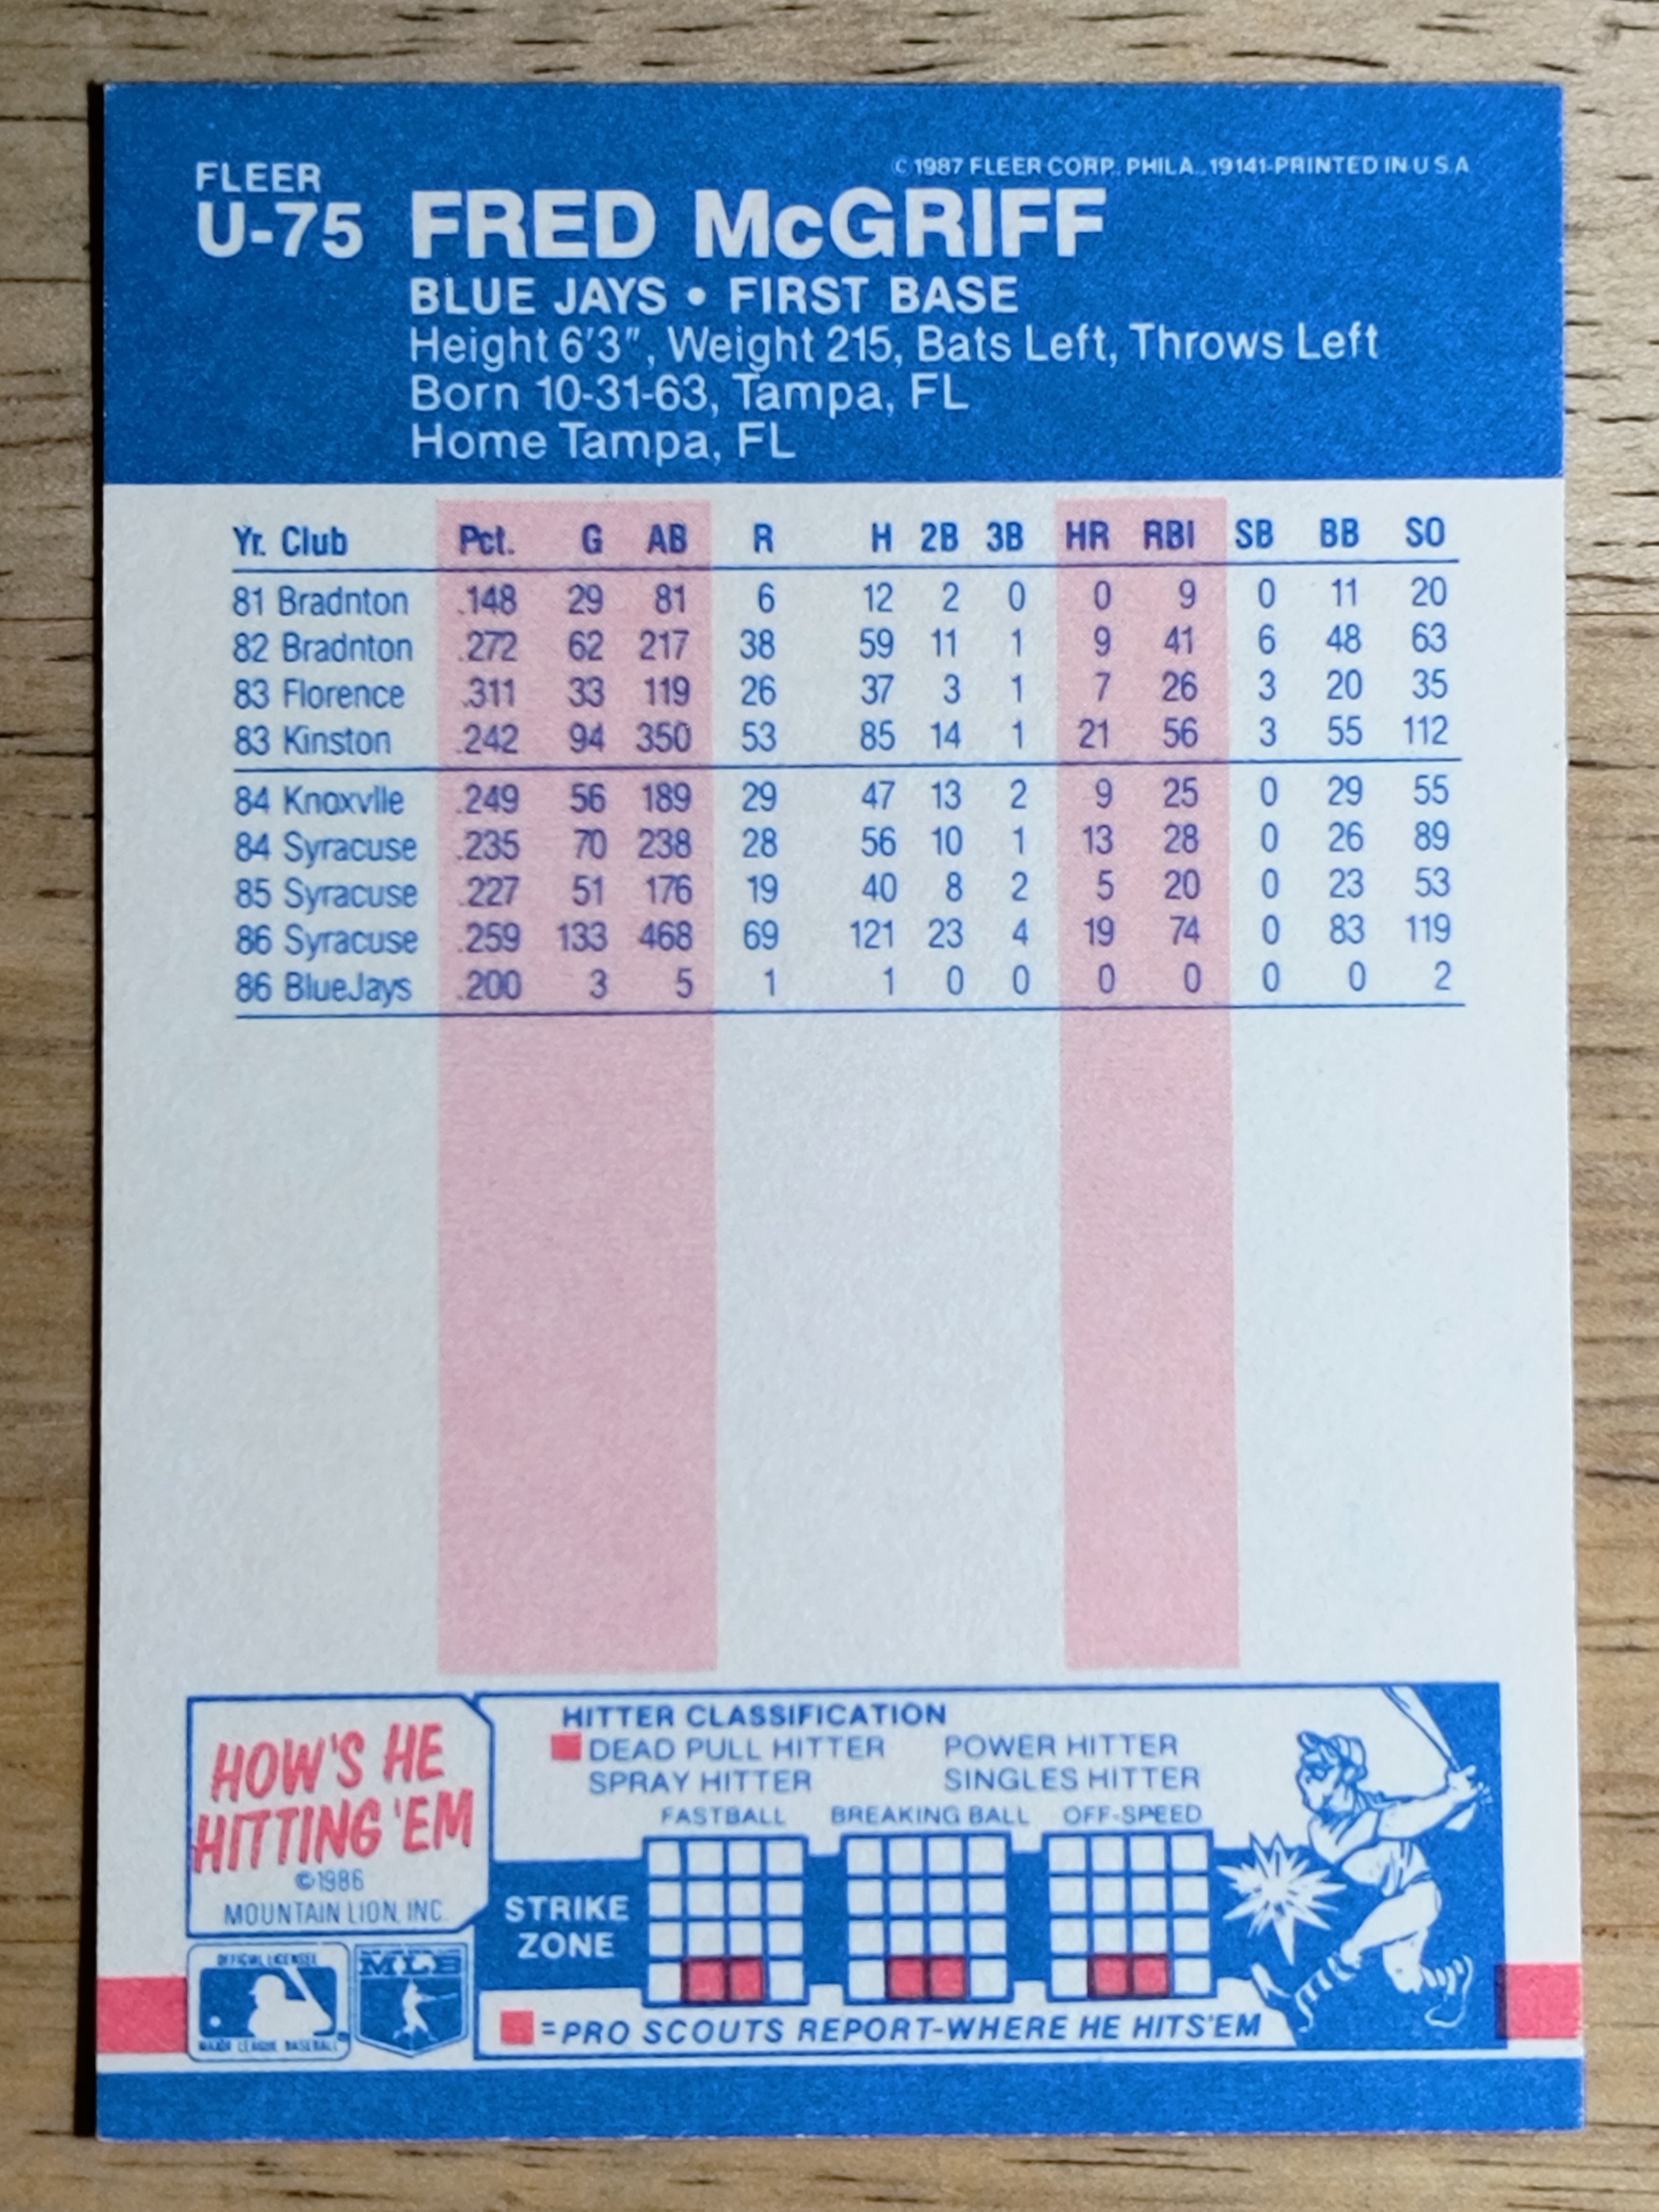 © 1987 FLEER CORP., PHILA., 19141-PRINTED IN U S A
FLEER
U-75 FRED McGRIFF
BLUE JAYS • FIRST BASE
Height 6'3", Weight 215, Bats Left, Throws Left
Born 10-31-63, Tampa, FL
Home Tampa, FL
Yr. Club Pct. G AB R H 2B 3B HR RBI SB BB SO
81 Bradnton .148 29 81 6 12 2 0 0 9 0 11 20
82 Bradnton .272 62 217 38 59 11 1 9 41 6 48 63
83 Florence .311 33 119 26 37 3 1 7 26 3 20 35
83 Kinston .242 94 350 53 85 14 1 21 56 3 55 112
84 Knoxvlle .249 56 189 29 47 13 2 9 25 0 29 55
84 Syracuse .235 70 238 28 56 10 1 13 28 0 26 89
85 Syracuse .227 51 176 19 40 8 2 5 20 0 23 53
86 Syracuse .259 133 468 69 121 23 4 19 74 0 83 119
86 BlueJays .200 3 5 1 1 0 0 0 0 0 0 2
HOW'S HE
HITTING 'EM
©1986
MOUNTAIN LION, INC.
HITTER CLASSIFICATION
DEAD PULL HITTER POWER HITTER
SPRAY HITTER SINGLES HITTER
FASTBALL BREAKING BALL OFF-SPEED
STRIKE
ZONE
=PRO SCOUTS REPORT-WHERE HE HITS'EM
OFFICIAL LICENSEE
MAJOR LEAGUE BASEBALL
MLB